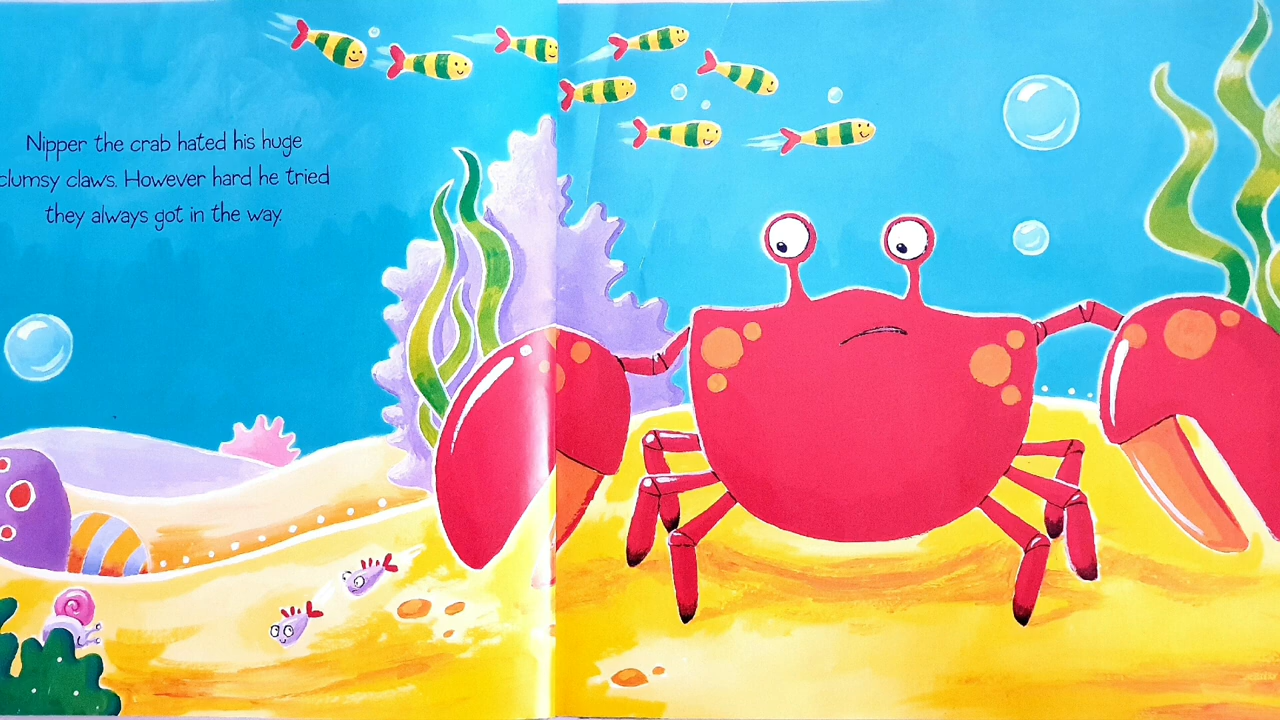 Nipper the crab hated his huge
clumsy claws. However hard he tried
they always got in the way.